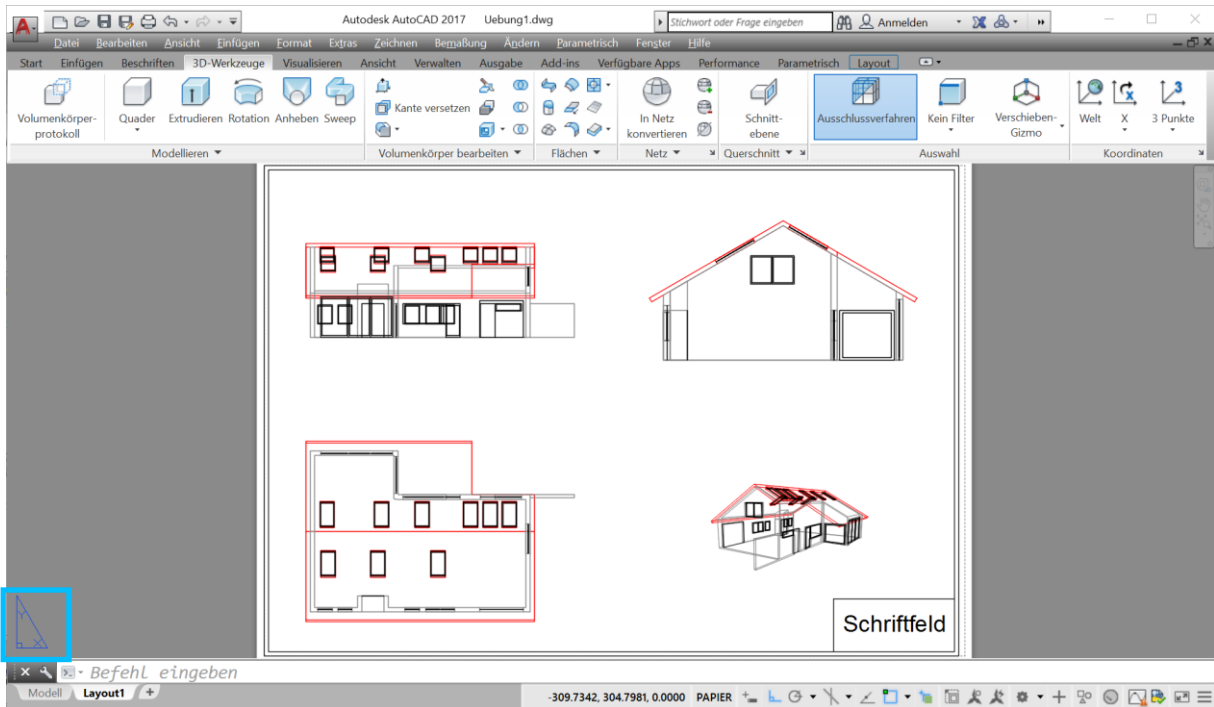 A. Autodesk AutoCAD 2017 Uebung1.dwg Stichwort oder Frage eingeben Anmelden
Datei Bearbeiten Ansicht Einfügen Format Extras Zeichnen Bemaßung Ändern Parametrisch Fenster Hilfe
Start Einfügen Beschriften 3D-Werkzeuge Visualisieren Ansicht Verwalten Ausgabe Add-ins Verfügbare Apps Performance Parametrisch Layout
Kante versetzen
Volumenkörper- Quader Extrudieren Rotation Anheben Sweep In Netz Schnitt- Ausschlussverfahren Kein Filter Verschieben- Welt X 3 Punkte
protokoll konvertieren ebene Gizmo
Modellieren Volumenkörper bearbeiten Flächen Netz Querschnitt Auswahl Koordinaten
Schriftfeld
Y
X
Befehl eingeben
Modell Layout1 + -309.7342, 304.7981, 0.0000 PAPIER